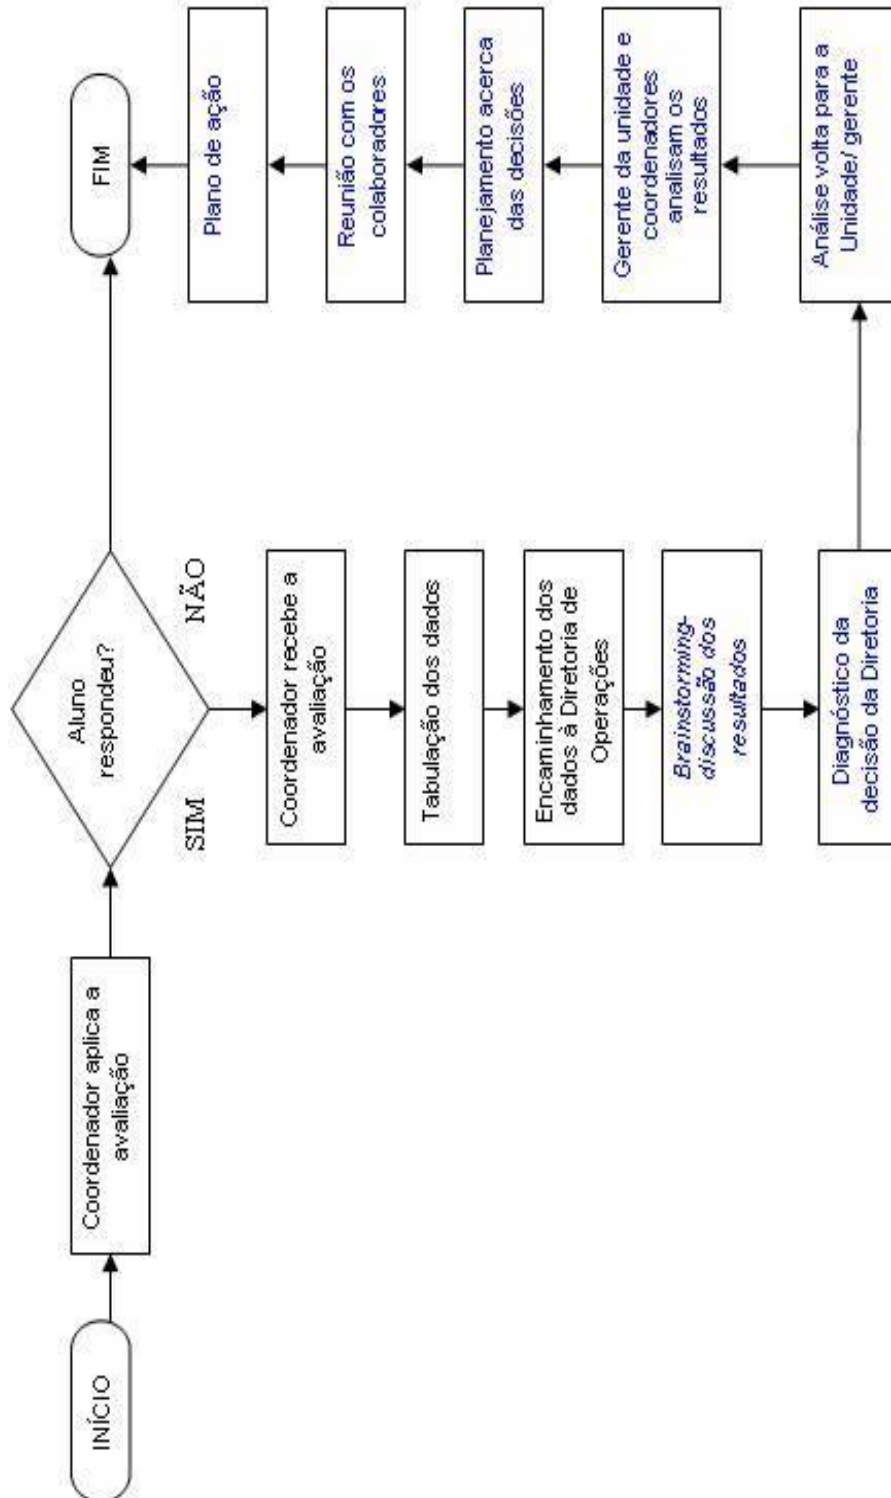 INÍCIO
Coordenador aplica a
avaliação
Aluno
respondeu?
SIM
NÃO
FIM
Coordenador recebe a
avaliação
Tabulação dos dados
Encaminhamento dos
dados à Diretoria de
Operações
Brainstorming-
discussão dos
resultados
Diagnóstico da
decisão da Diretoria
Análise volta para a
Unidade/ gerente
Gerente da unidade e
coordenadores
analisam os
resultados
Planejamento acerca
das decisões
Reunião com os
colaboradores
Plano de ação